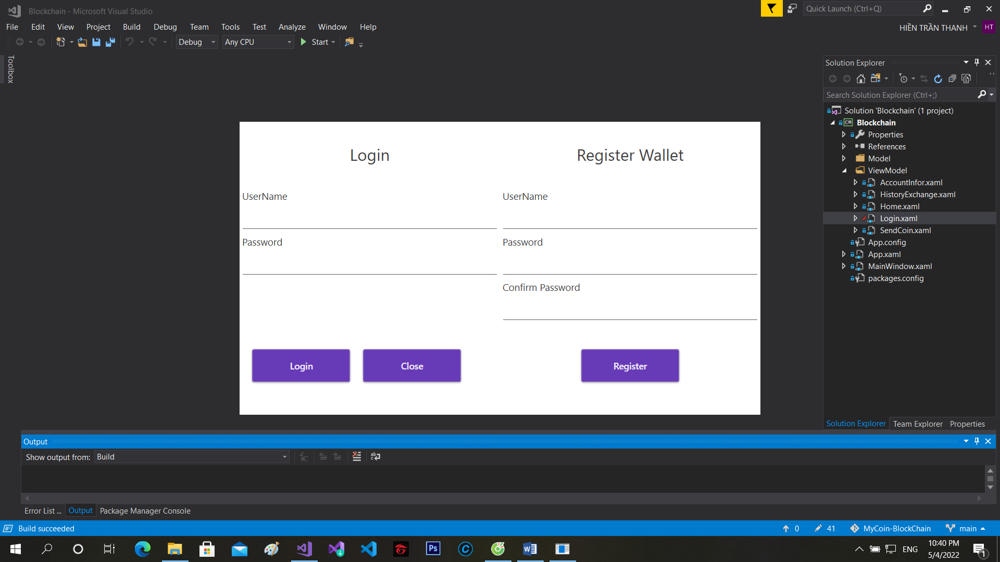 Blockchain - Microsoft Visual Studio
Quick Launch (Ctrl+Q)
File Edit View Project Build Debug Team Tools Test Analyze Window Help
HIỀN TRẦN THANH HT
Debug Any CPU Start
Toolbox
Solution Explorer
Search Solution Explorer (Ctrl+;)
Solution 'Blockchain' (1 project)
C# Blockchain
Properties
References
Model
ViewModel
AccountInfor.xaml
HistoryExchange.xaml
Home.xaml
Login.xaml
SendCoin.xaml
App.config
App.xaml
MainWindow.xaml
packages.config
Solution Explorer Team Explorer Properties
Login
UserName
Password
Login Close
Register Wallet
UserName
Password
Confirm Password
Register
Output
Show output from: Build
Error List ... Output Package Manager Console
Build succeeded
0 41 MyCoin-BlockChain main
Ps C W
ENG
10:40 PM
5/4/2022
1